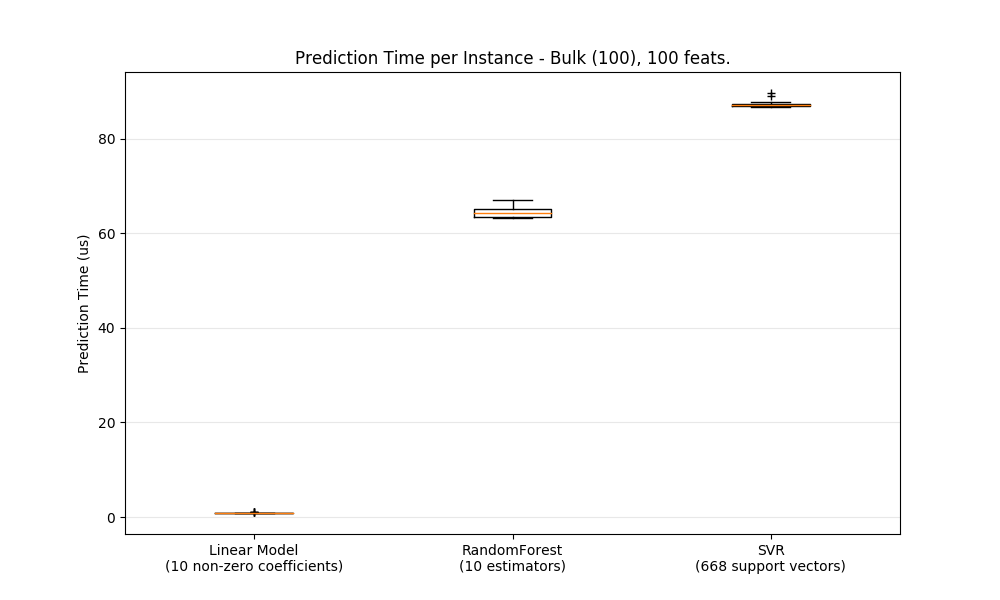 Prediction Time per Instance - Bulk (100), 100 feats.
Prediction Time (us)
80
60
40
20
0
Linear Model
(10 non-zero coefficients)
RandomForest
(10 estimators)
SVR
(668 support vectors)